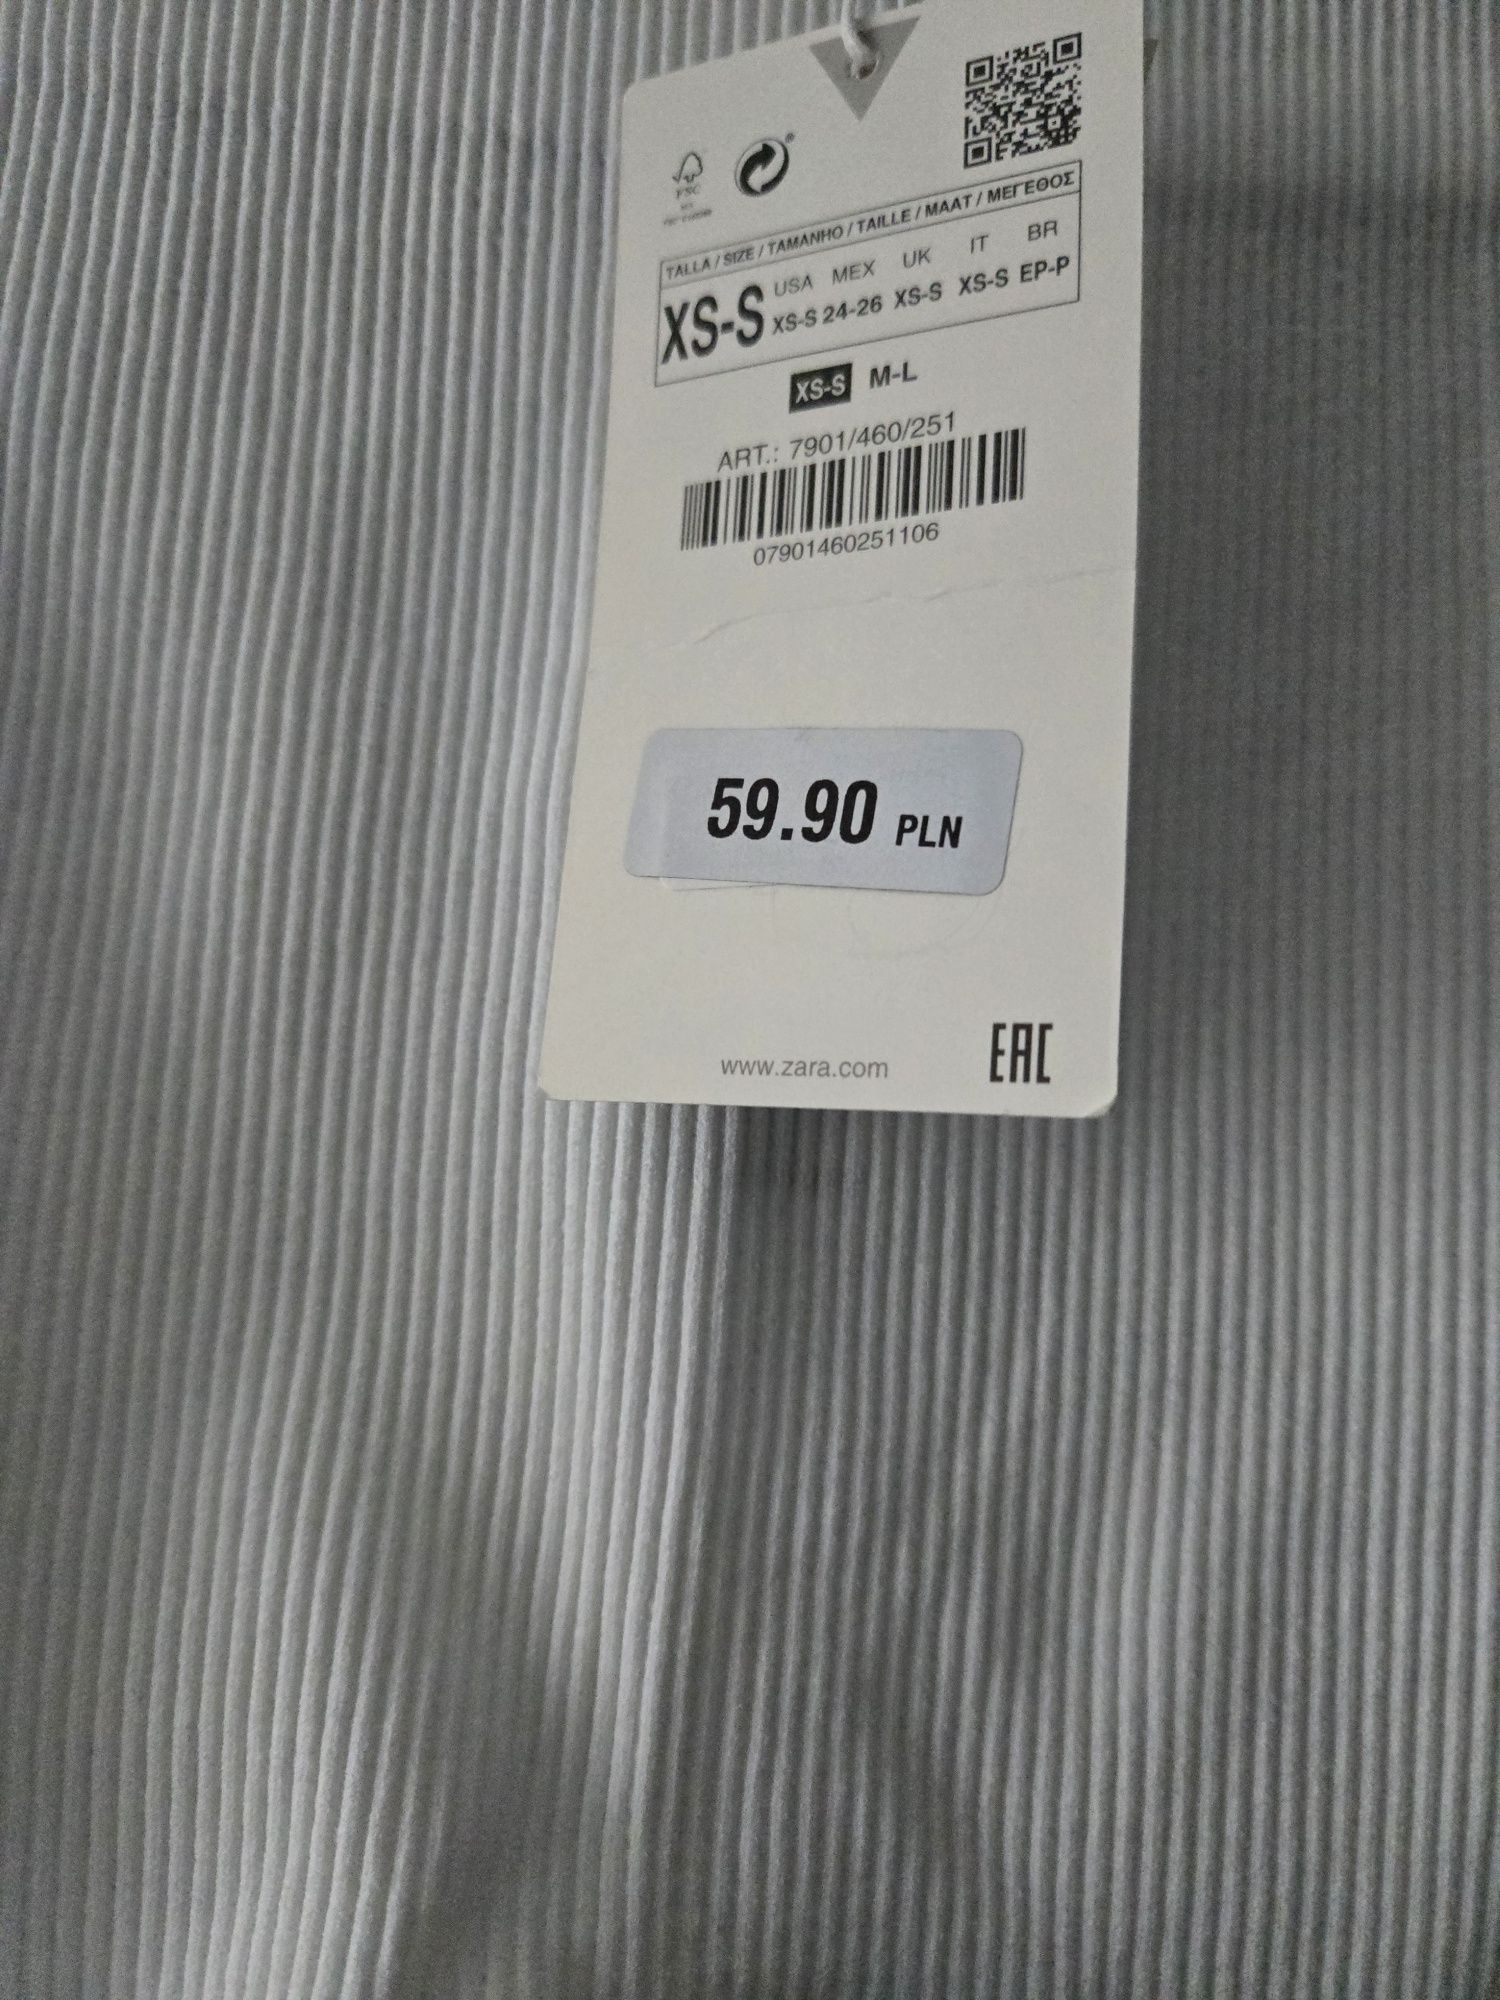 FSC
TALLA / SIZE / TAMANHO / TAILLE / MAAT / ΜΕΓΕΘΟΣ
XS-S USA MEX UK IT BR
XS-S 24-26 XS-S XS-S EP-P
XS-S M-L
ART.: 7901/460/251
07901460251106
59.90 PLN
www.zara.com EAC